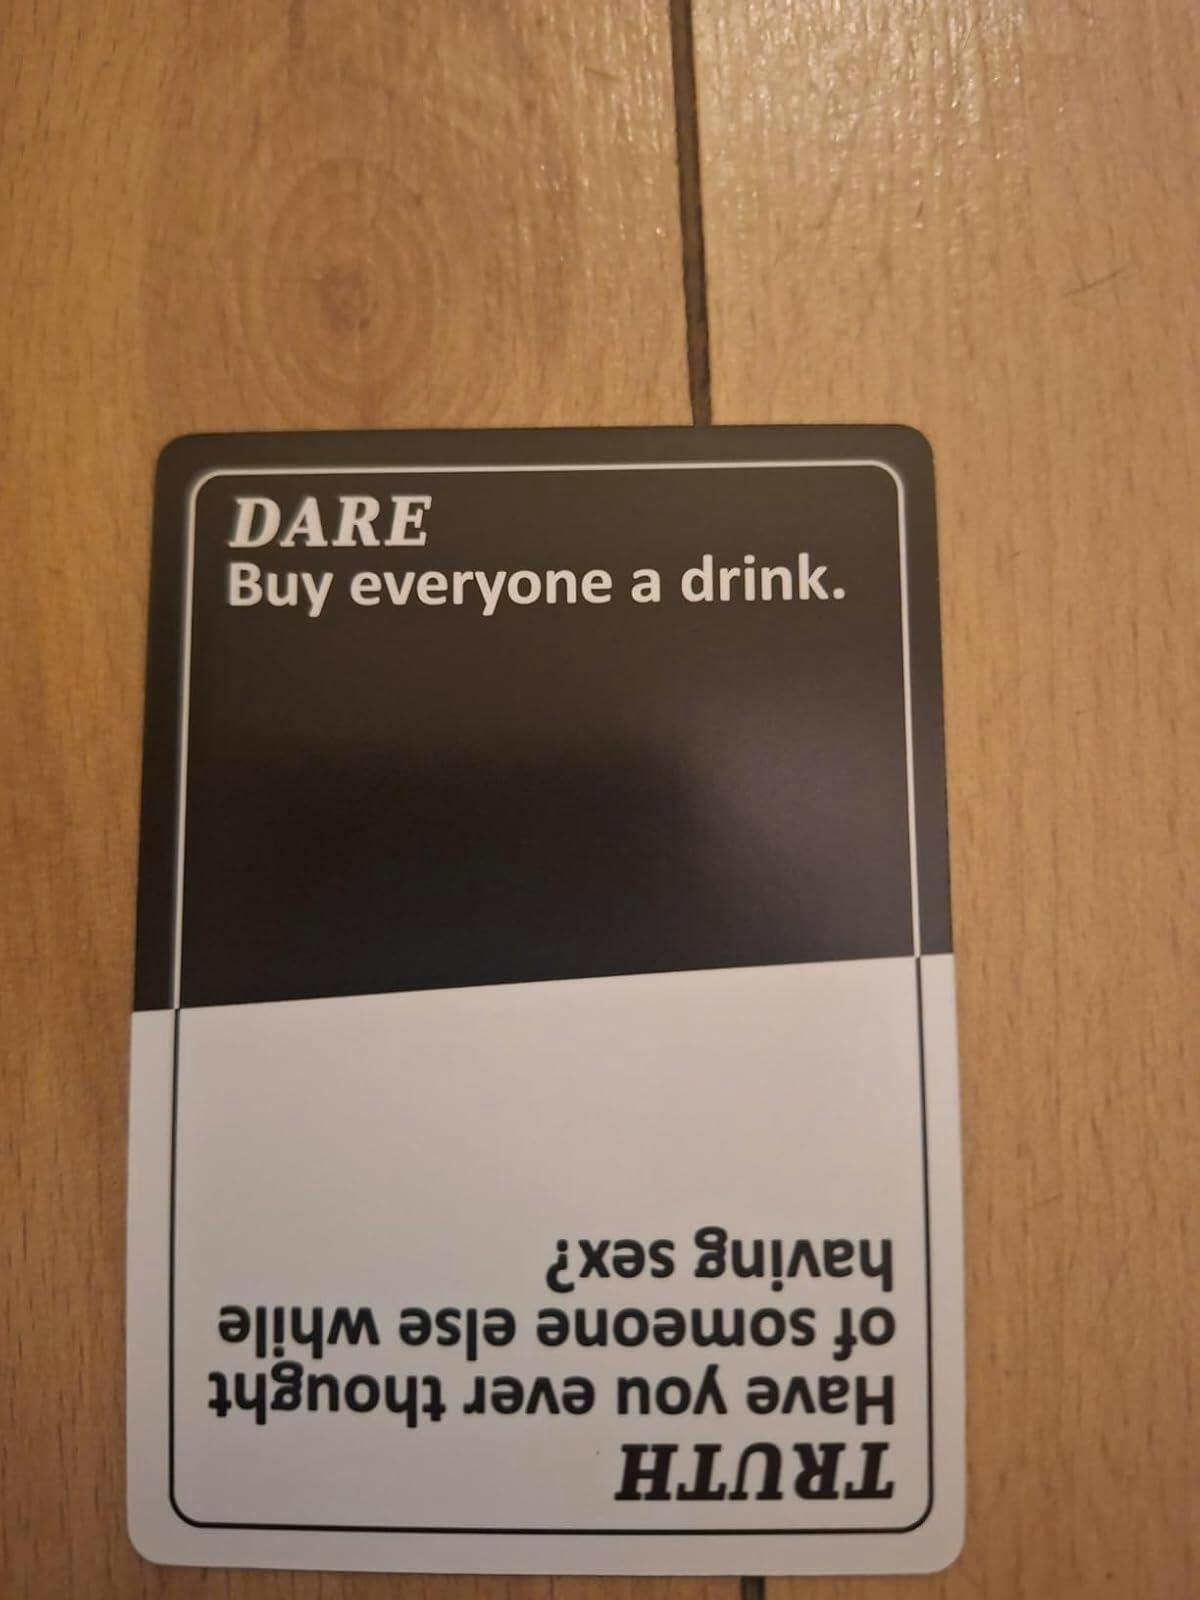 DARE
Buy everyone a drink.
TRUTH
Have you ever thought
of someone else while
having sex?